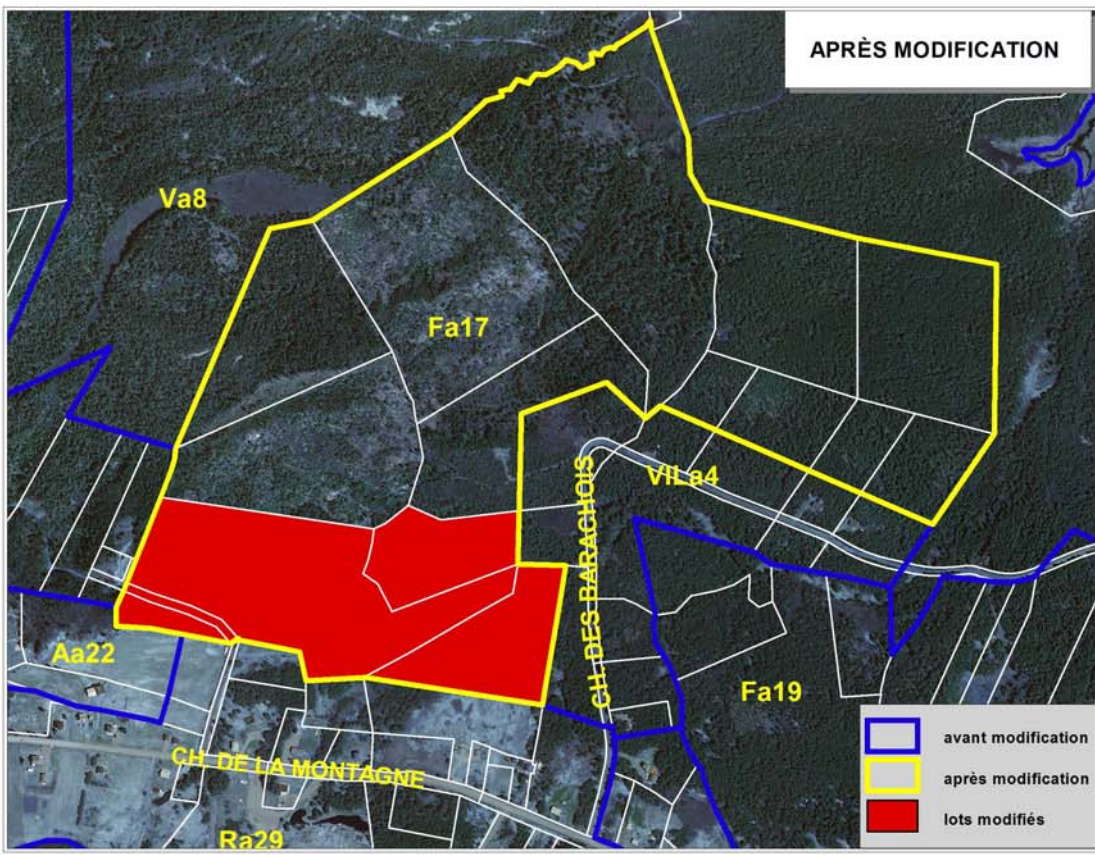 APRÈS MODIFICATION
Va8
Fa17
VILa4
CH. DES BARACHOIS
Aa22
Fa19
CH. DE LA MONTAGNE
Ra29
avant modification
après modification
lots modifiés